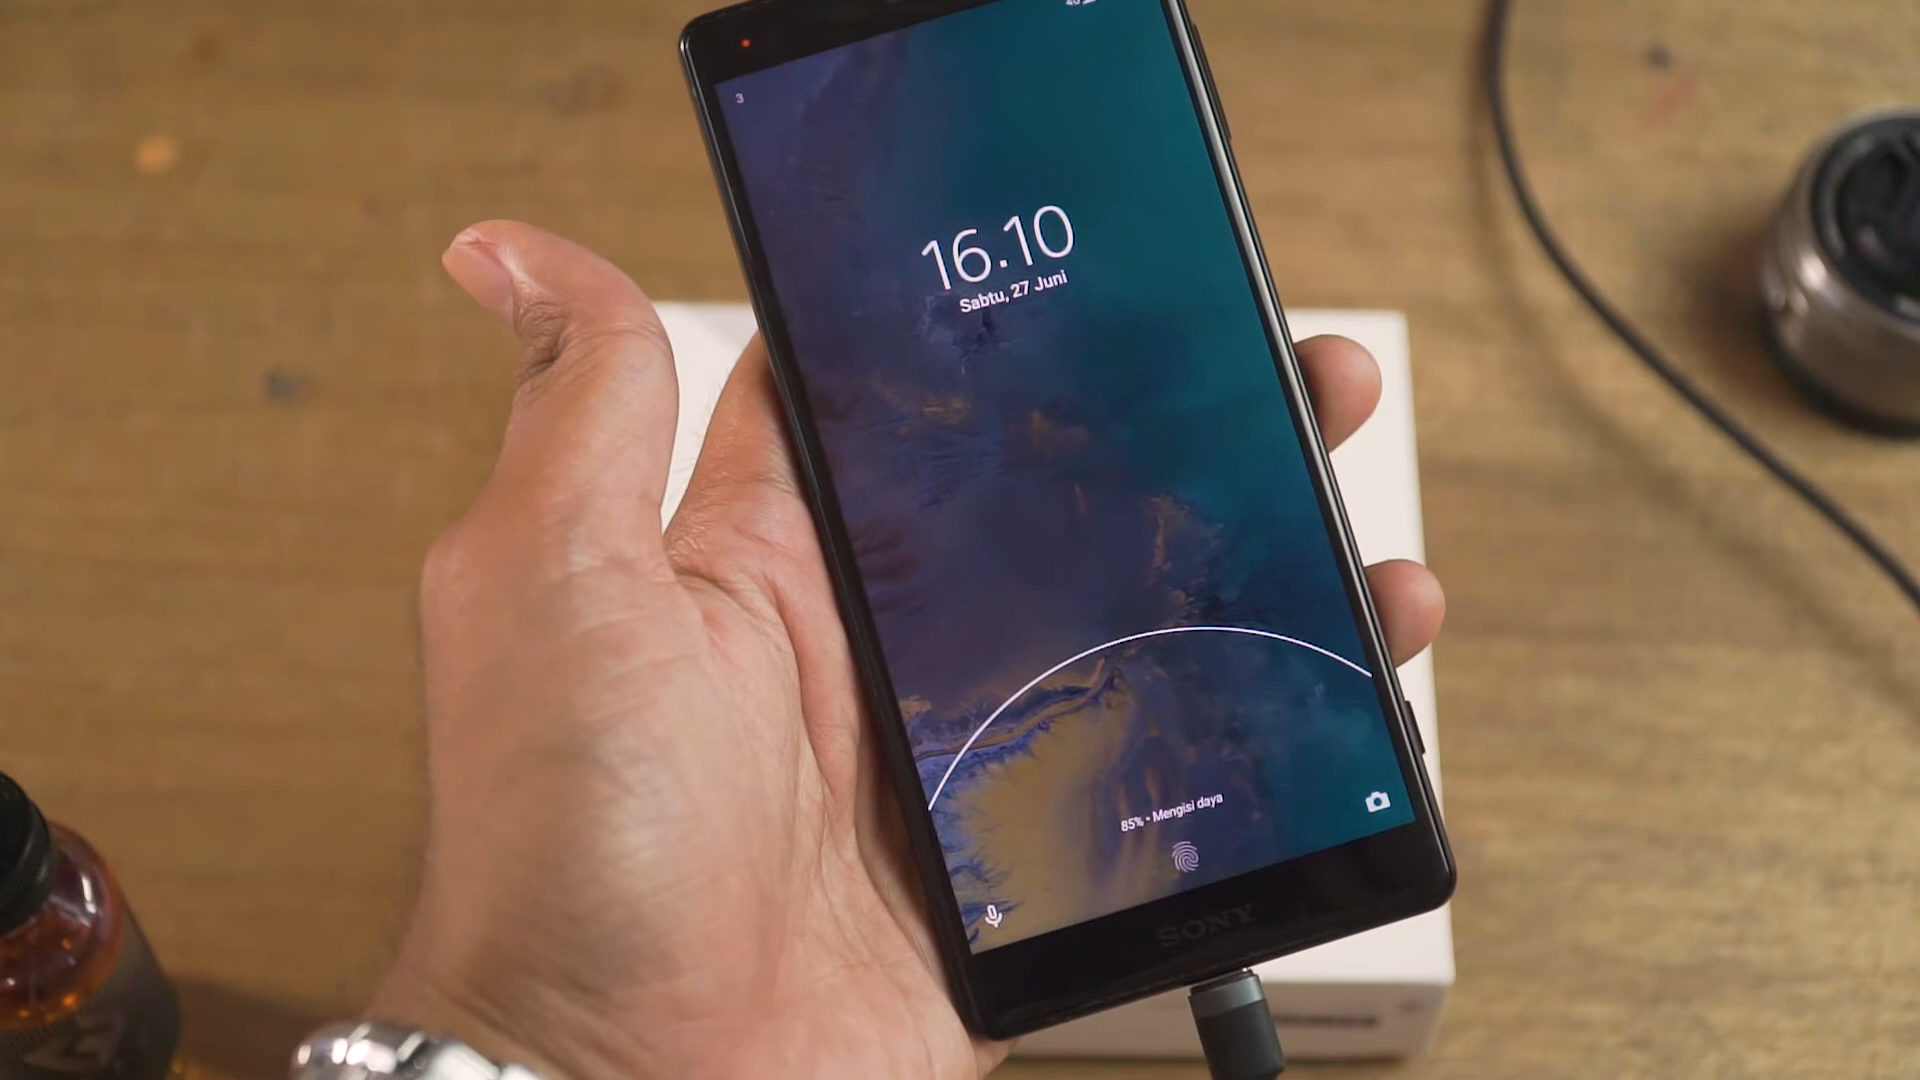 3
16.10
Sabtu, 27 Juni
85% • Mengisi daya
SONY